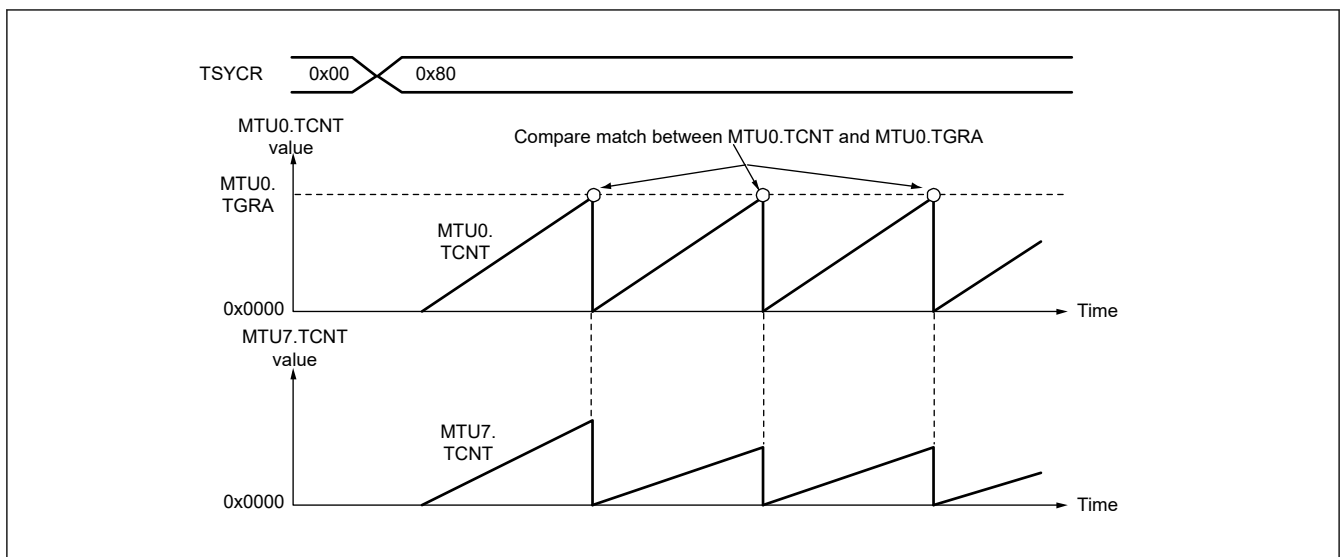 TSYCR 0x00 0x80
MTU0.TCNT
value
Compare match between MTU0.TCNT and MTU0.TGRA
MTU0.
TGRA
MTU0.
TCNT
0x0000
Time
MTU7.TCNT
value
MTU7.
TCNT
0x0000
Time